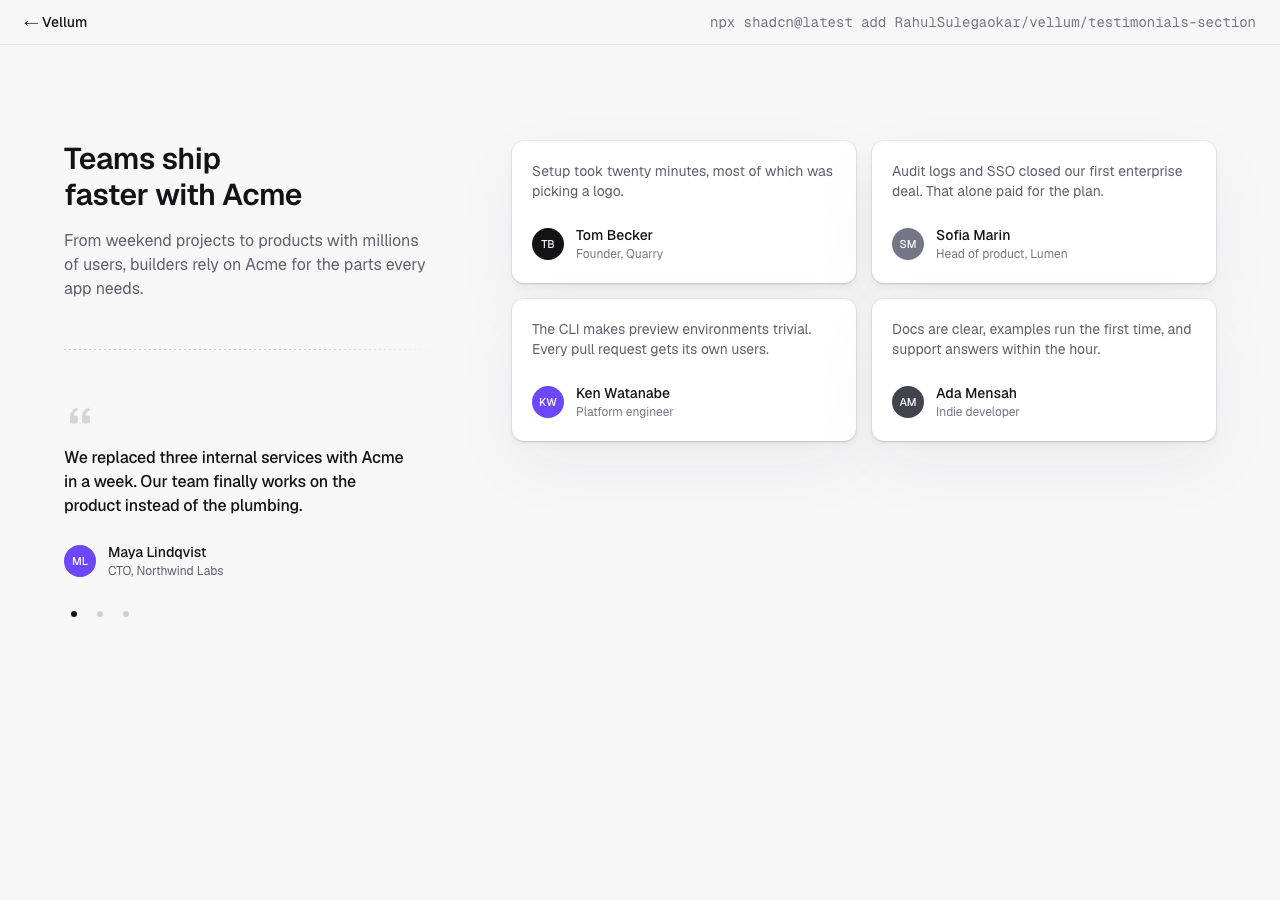 ← Vellum
npx shadcn@latest add RahulSulegaokar/vellum/testimonials-section
Teams ship
faster with Acme
From weekend projects to products with millions
of users, builders rely on Acme for the parts every
app needs.
“
We replaced three internal services with Acme
in a week. Our team finally works on the
product instead of the plumbing.
ML
Maya Lindqvist
CTO, Northwind Labs
Setup took twenty minutes, most of which was
picking a logo.
TB
Tom Becker
Founder, Quarry
Audit logs and SSO closed our first enterprise
deal. That alone paid for the plan.
SM
Sofia Marin
Head of product, Lumen
The CLI makes preview environments trivial.
Every pull request gets its own users.
KW
Ken Watanabe
Platform engineer
Docs are clear, examples run the first time, and
support answers within the hour.
AM
Ada Mensah
Indie developer